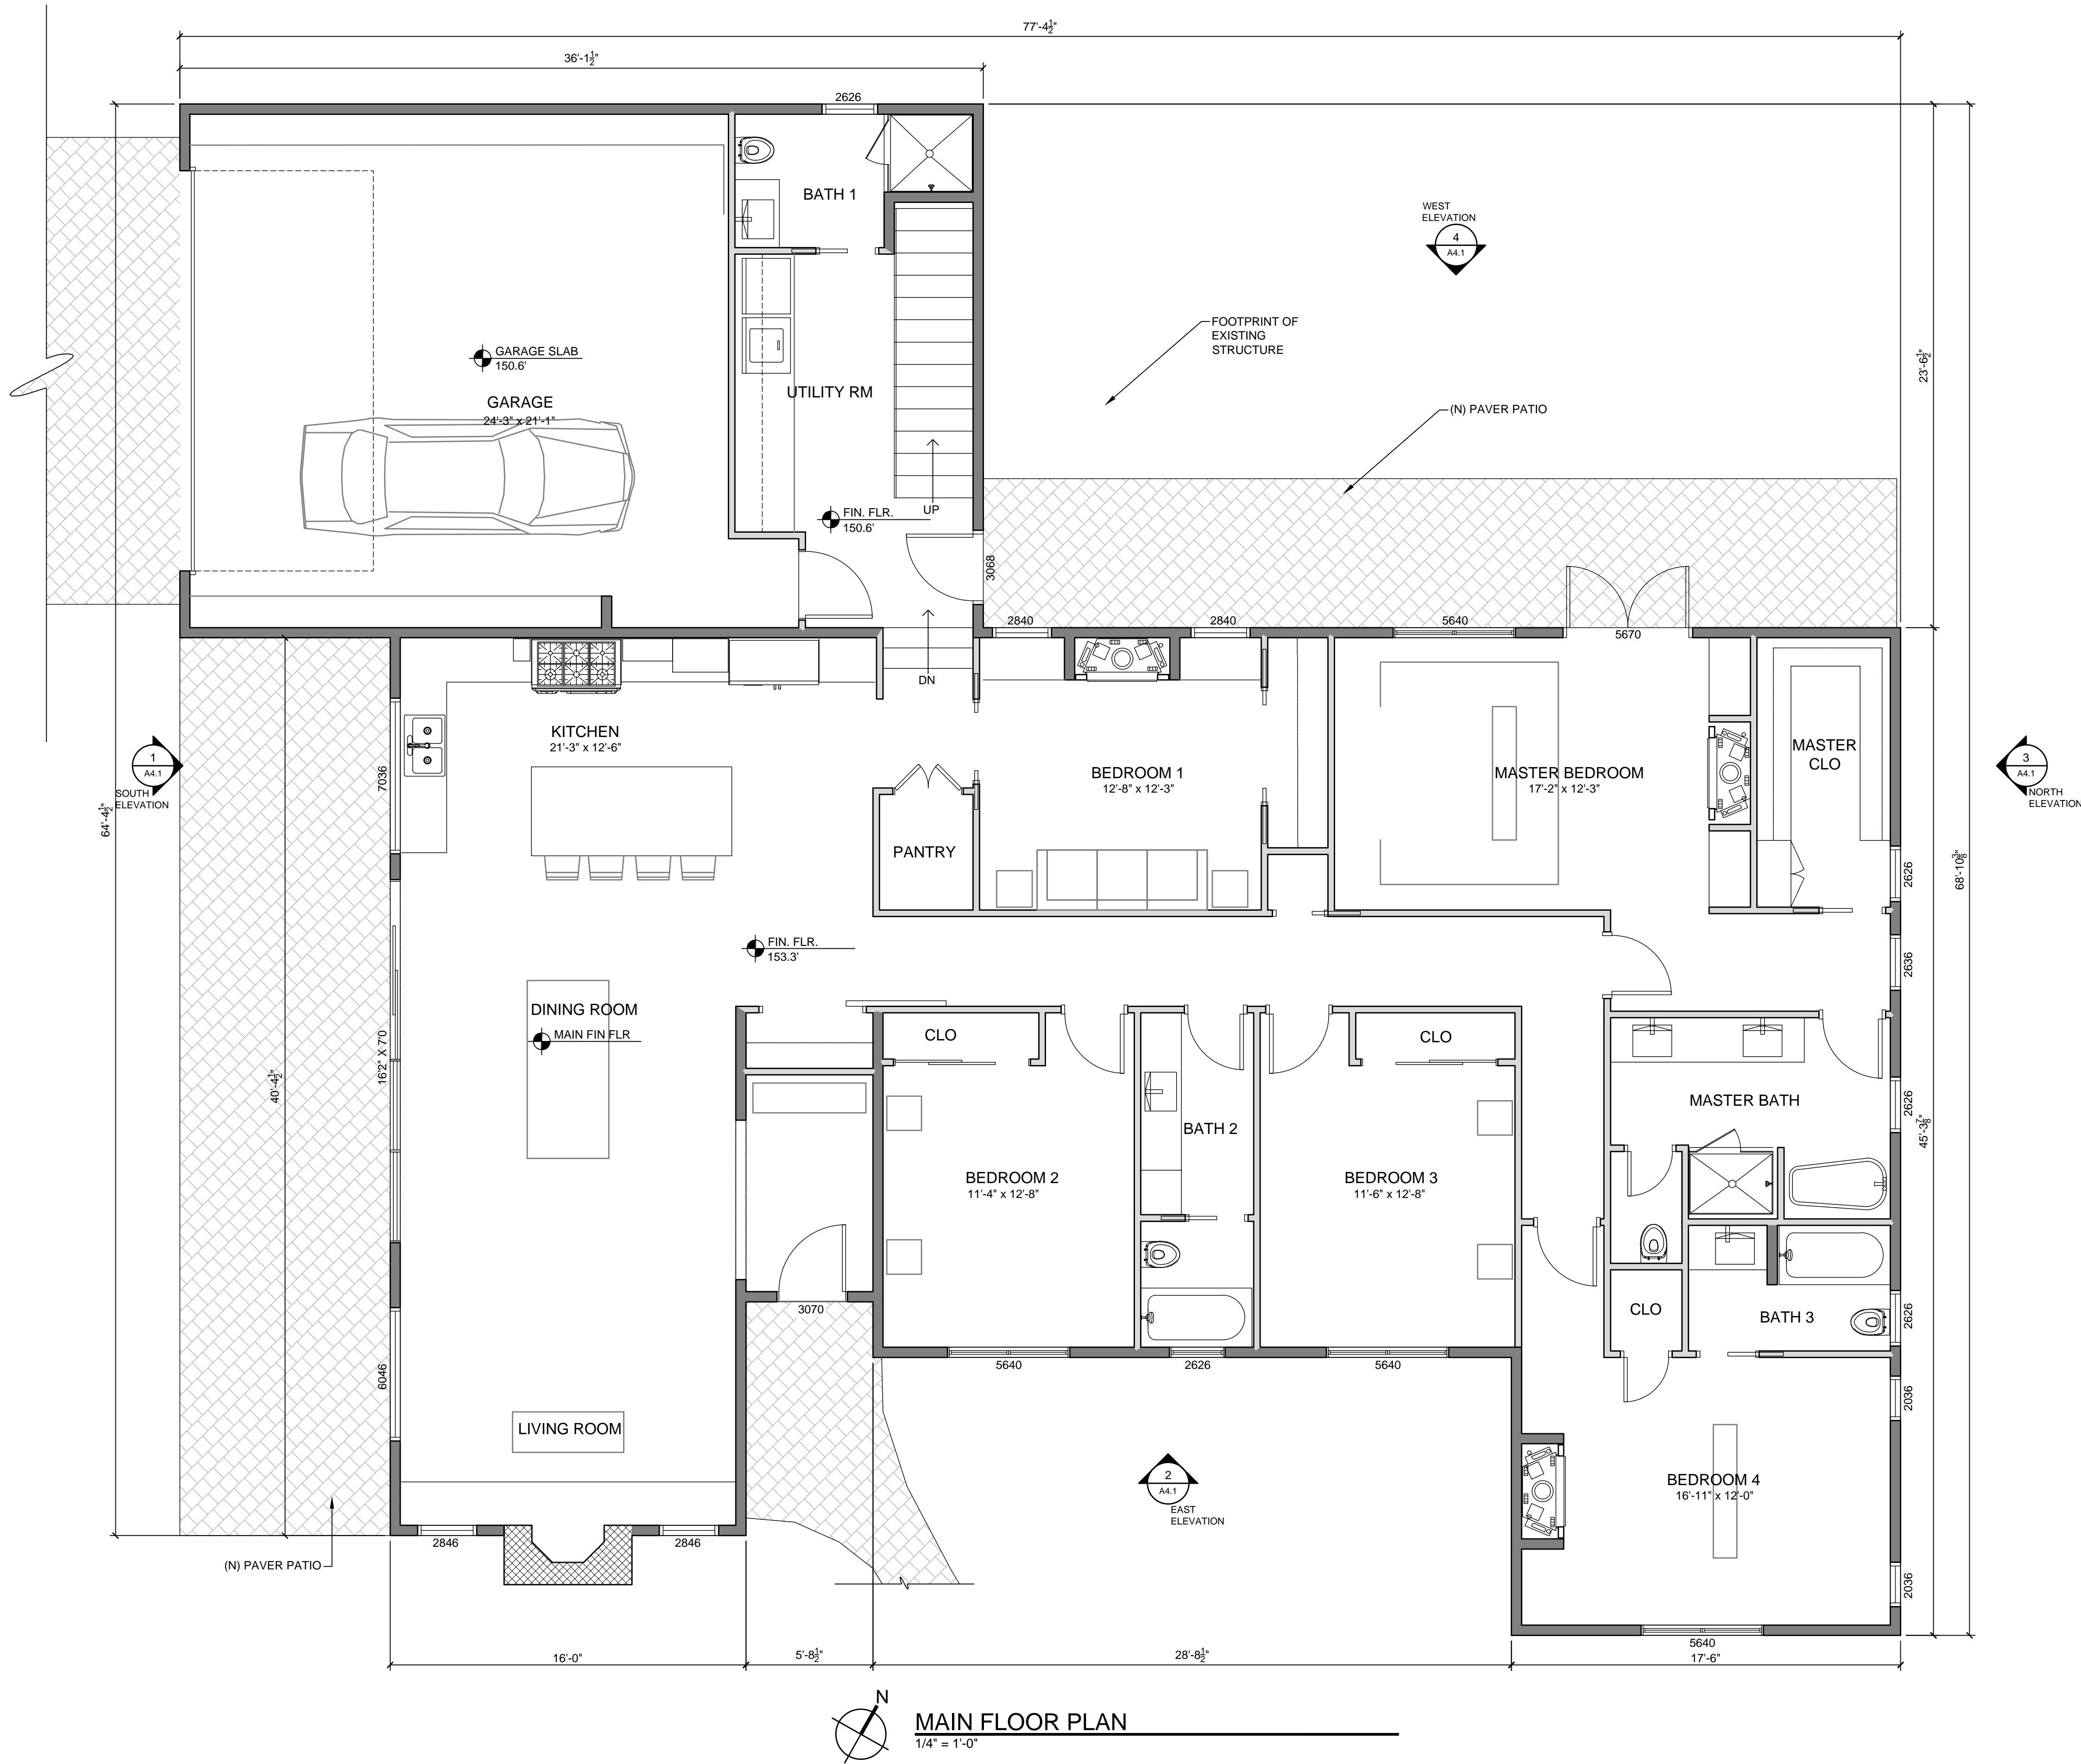 77'-4 1/2"
36'-1 1/2"
2626
BATH 1
WEST
ELEVATION
4
A4.1
FOOTPRINT OF
EXISTING
STRUCTURE
GARAGE SLAB
150.6'
23'-6 1/2"
UTILITY RM
GARAGE
24'-3" x 21'-1"
(N) PAVER PATIO
UP
FIN. FLR.
150.6'
3068
2840
2840
5640
5670
DN
KITCHEN
21'-3" x 12'-6"
1
A4.1
SOUTH
ELEVATION
7036
64'-4 1/2"
BEDROOM 1
12'-8" x 12'-3"
MASTER BEDROOM
17'-2" x 12'-3"
MASTER
CLO
3
A4.1
NORTH
ELEVATION
PANTRY
2626
68'-10 3/8"
FIN. FLR.
153.3'
2636
DINING ROOM
MAIN FIN FLR
CLO
CLO
16'2" X 7'0
40'-4 1/2"
MASTER BATH
2626
45'-3 7/8"
BATH 2
BEDROOM 2
11'-4" x 12'-8"
BEDROOM 3
11'-6" x 12'-8"
3070
CLO
BATH 3
2626
5640
2626
5640
6046
2036
LIVING ROOM
2
A4.1
EAST
ELEVATION
BEDROOM 4
16'-11" x 12'-0"
2846
2846
(N) PAVER PATIO
2036
5640
16'-0"
5'-8 1/2"
28'-8 1/2"
17'-6"
N
MAIN FLOOR PLAN
1/4" = 1'-0"